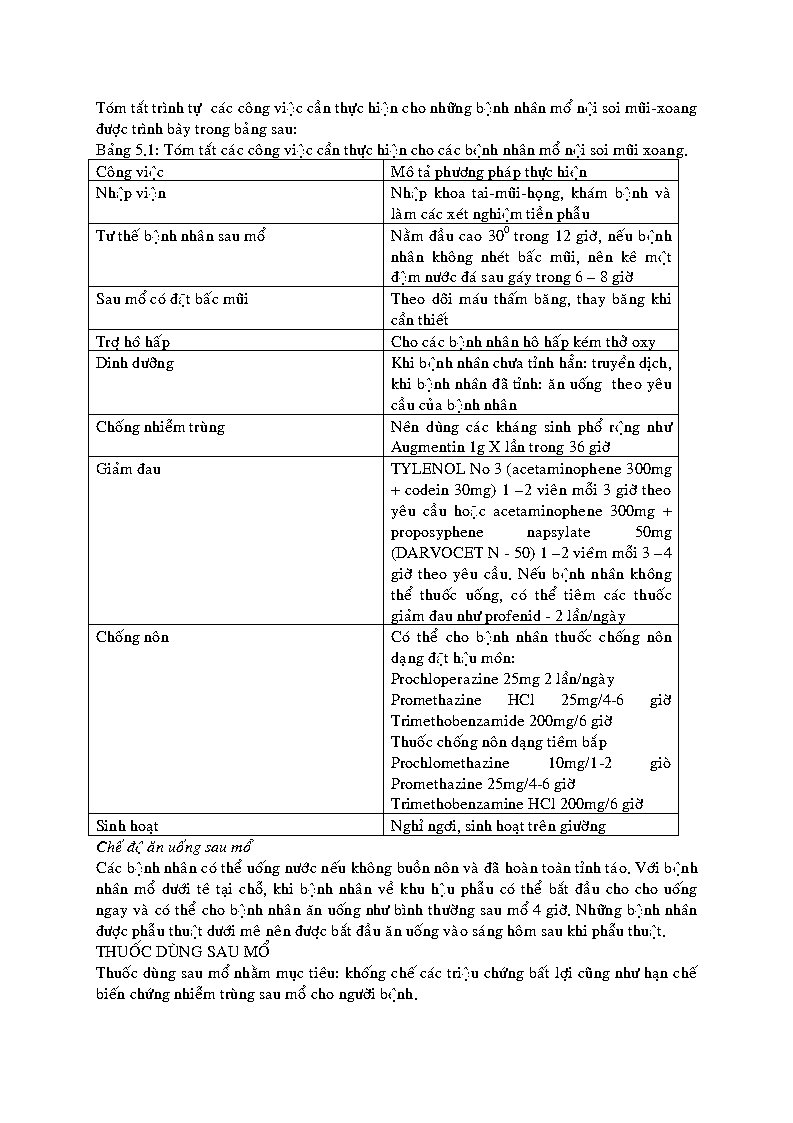 Tóm tắt trình tự  các công việc cần thực hiện cho những bệnh nhân mổ nội soi mũi-xoang
được trình bày trong bảng sau:
Bảng 5.1: Tóm tắt các công việc cần thực hiện cho các bệnh nhân mổ nội soi mũi xoang.
Công việc
Mô tả phương pháp thực hiện
Nhập viện
Nhập khoa tai-mũi-họng, khám bệnh và
làm các xét nghiệm tiền phẫu
Tư thế bệnh nhân sau mổ
Nằm đầu cao 30⁰ trong 12 giờ, nếu bệnh
nhân không nhét bấc mũi, nên kê một
đệm nước đá sau gáy trong 6 – 8 giờ
Sau mổ có đặt bấc mũi
Theo dõi máu thấm băng, thay băng khi
cần thiết
Trợ hô hấp
Cho các bệnh nhân hô hấp kém thở oxy
Dinh dưỡng
Khi bệnh nhân chưa tỉnh hẳn: truyền dịch,
khi bệnh nhân đã tỉnh: ăn uống  theo yêu
cầu của bệnh nhân
Chống nhiễm trùng
Nên dùng các kháng sinh phổ rộng như
Augmentin 1g X lần trong 36 giờ
Giảm đau
TYLENOL No 3 (acetaminophene 300mg
+ codein 30mg) 1 –2 viên mỗi 3 giờ theo
yêu cầu hoặc acetaminophene 300mg +
proposyphene napsylate 50mg
(DARVOCET N - 50) 1 –2 viêm mỗi 3 –4
giờ theo yêu cầu. Nếu bệnh nhân không
thể thuốc uống, có thể tiêm các thuốc
giảm đau như profenid - 2 lần/ngày
Chống nôn
Có thể cho bệnh nhân thuốc chống nôn
dạng đặt hậu môn:
Prochloperazine 25mg 2 lần/ngày
Promethazine HCl 25mg/4-6 giờ
Trimethobenzamide 200mg/6 giờ
Thuốc chống nôn dạng tiêm bắp
Prochlomethazine 10mg/1-2 giò
Promethazine 25mg/4-6 giờ
Trimethobenzamine HCl 200mg/6 giờ
Sinh hoạt
Nghỉ ngơi, sinh hoạt trên giường
Chế độ ăn uống sau mổ
Các bệnh nhân có thể uống nước nếu không buồn nôn và đã hoàn toàn tỉnh táo. Với bệnh
nhân mổ dưới tê tại chỗ, khi bệnh nhân về khu hậu phẫu có thể bắt đầu cho cho uống
ngay và có thể cho bệnh nhân ăn uống như bình thường sau mổ 4 giờ. Những bệnh nhân
được phẫu thuật dưới mê nên được bắt đầu ăn uống vào sáng hôm sau khi phẫu thuật.
THUỐC DÙNG SAU MỔ
Thuốc dùng sau mổ nhằm mục tiêu: khống chế các triệu chứng bất lợi cũng như hạn chế
biến chứng nhiễm trùng sau mổ cho người bệnh.